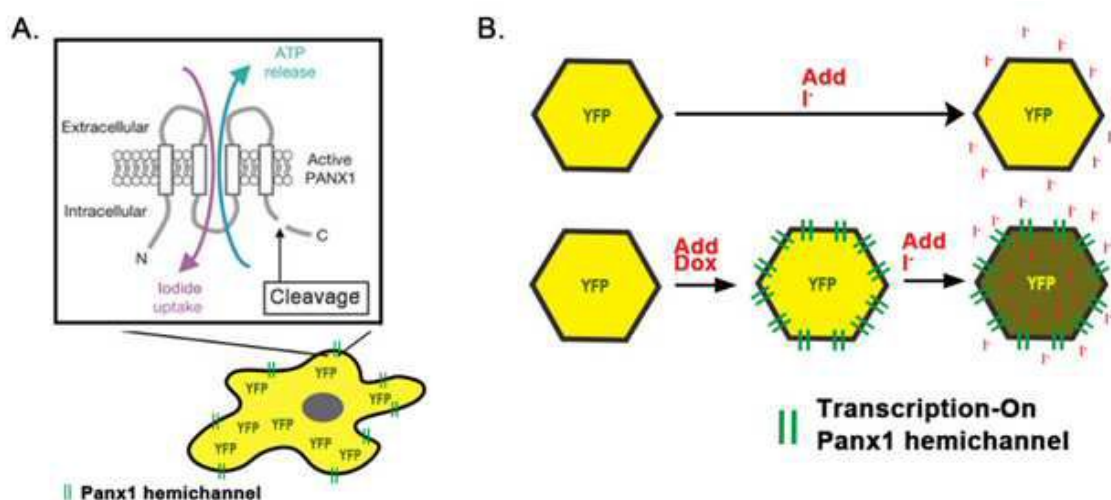 A.
ATP
release
Extracellular
Active
PANX1
Intracellular
N
C
Iodide
uptake
Cleavage
YFP
YFP
YFP
YFP
YFP
YFP
YFP
YFP
Panx1 hemichannel
B.
YFP
Add
I-
YFP
YFP
Add
Dox
YFP
Add
I-
YFP
Transcription-On
Panx1 hemichannel